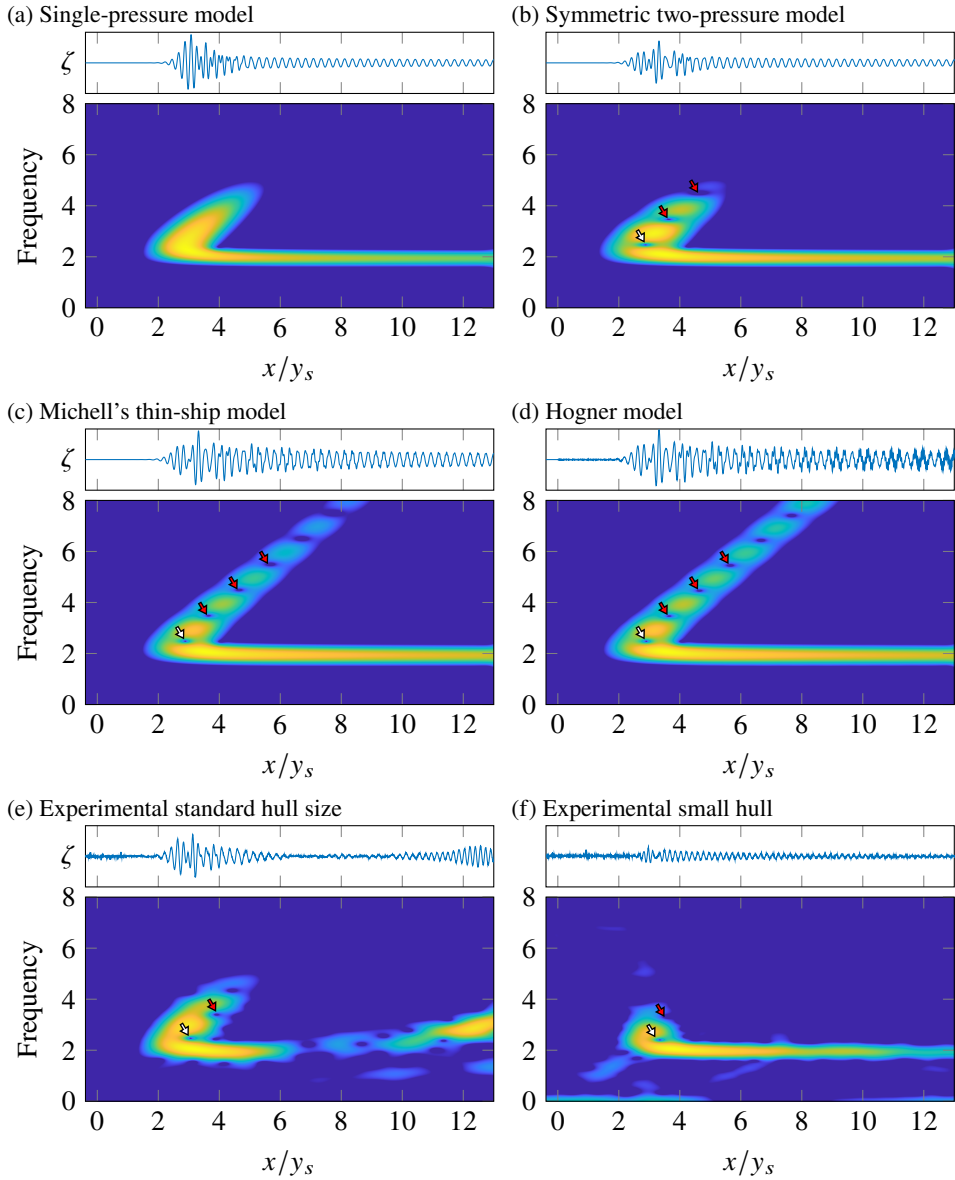 (a) Single-pressure model
ζ
8
6
4
2
0
Frequency
0 2 4 6 8 10 12
x/y_s
(b) Symmetric two-pressure model
8
6
4
2
0
0 2 4 6 8 10 12
x/y_s
(c) Michell's thin-ship model
ζ
8
6
4
2
0
Frequency
0 2 4 6 8 10 12
x/y_s
(d) Hogner model
8
6
4
2
0
0 2 4 6 8 10 12
x/y_s
(e) Experimental standard hull size
ζ
8
6
4
2
0
Frequency
0 2 4 6 8 10 12
x/y_s
(f) Experimental small hull
8
6
4
2
0
0 2 4 6 8 10 12
x/y_s